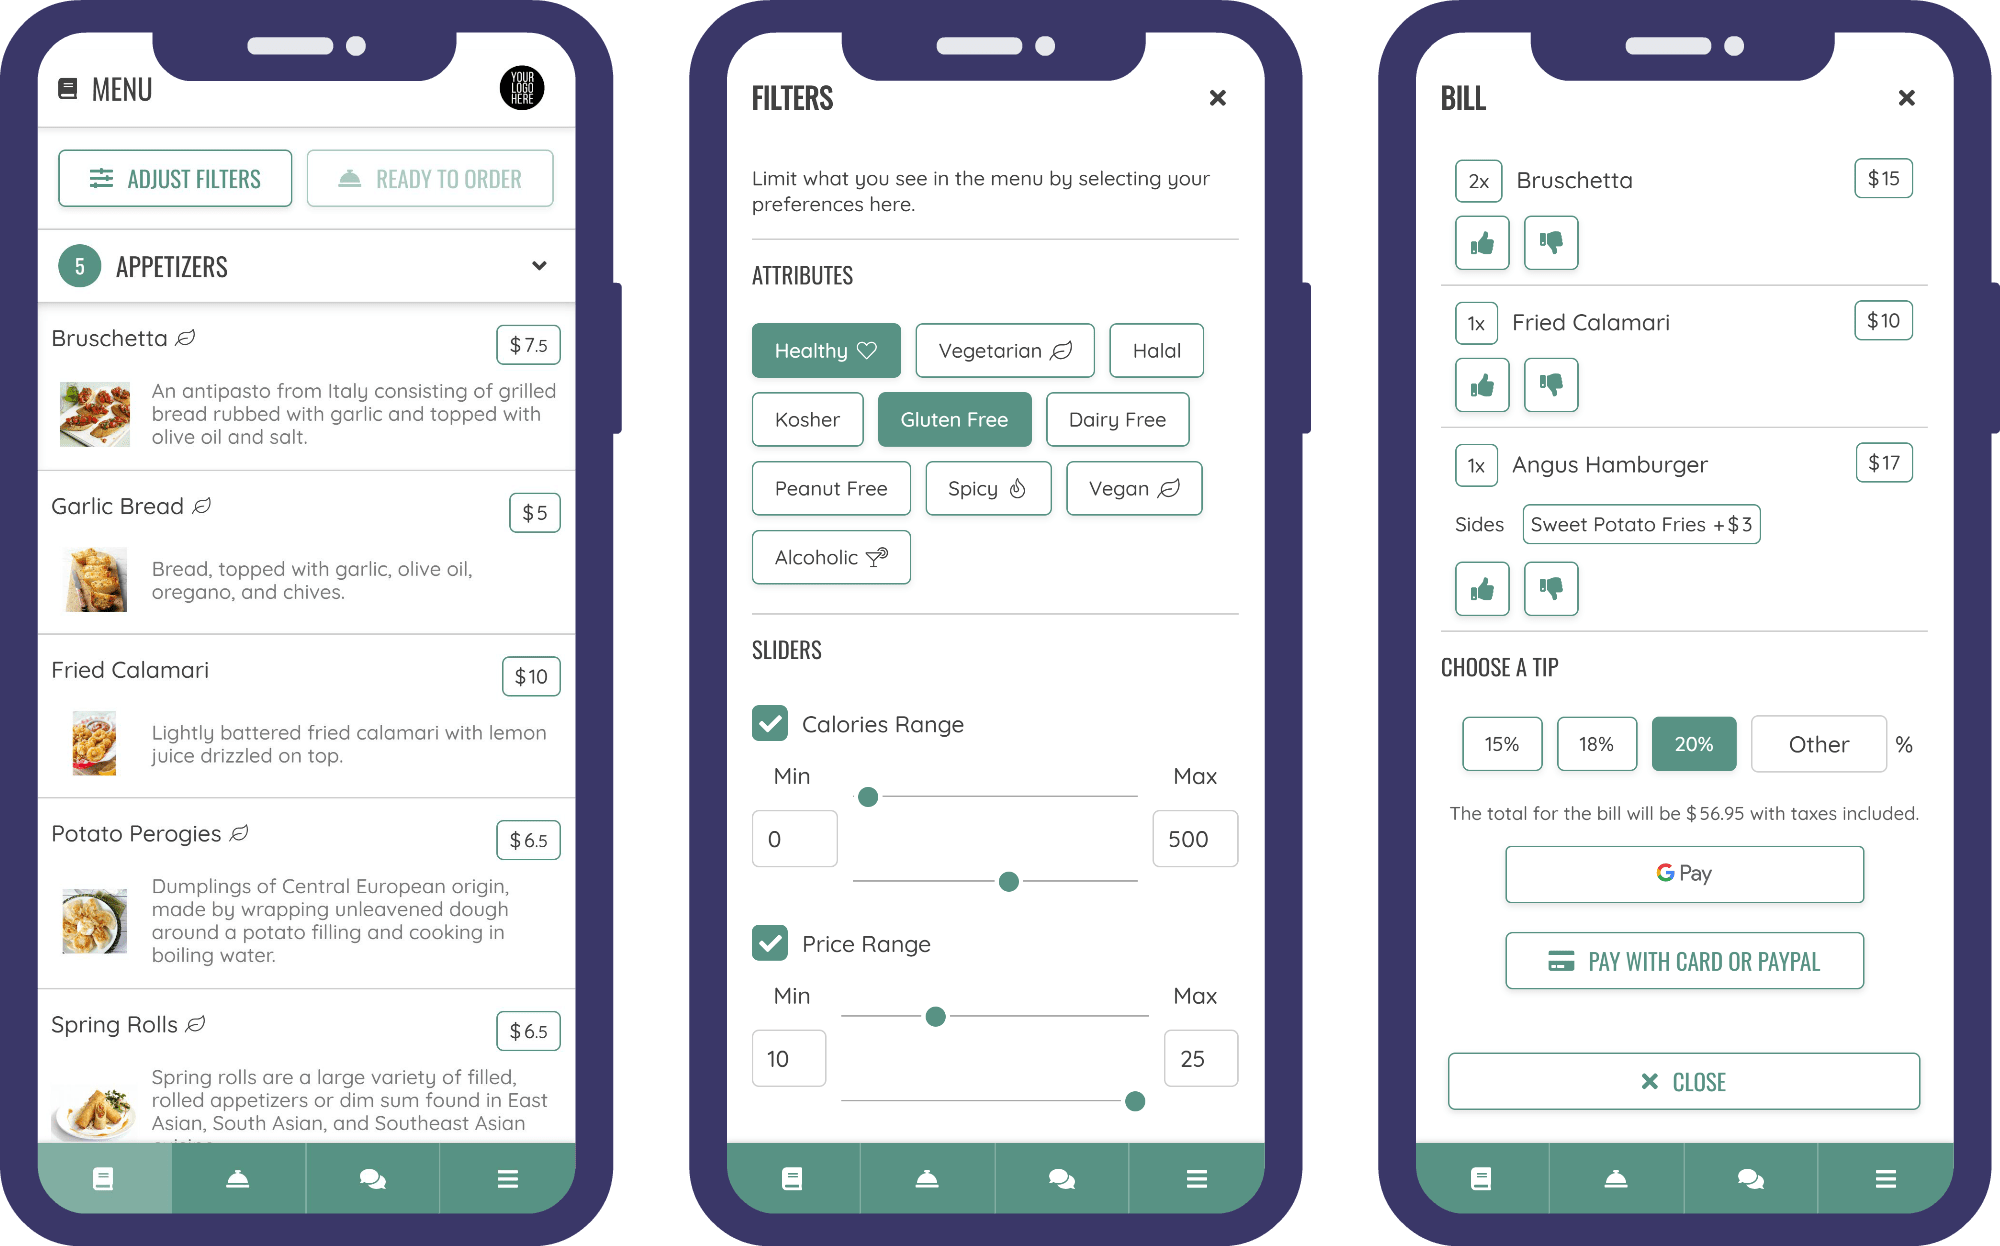 MENU
YOUR
LOGO
HERE
ADJUST FILTERS
READY TO ORDER
5 APPETIZERS
Bruschetta
$7.5
An antipasto from Italy consisting of grilled
bread rubbed with garlic and topped with
olive oil and salt.
Garlic Bread
$5
Bread, topped with garlic, olive oil,
oregano, and chives.
Fried Calamari
$10
Lightly battered fried calamari with lemon
juice drizzled on top.
Potato Perogies
$6.5
Dumplings of Central European origin,
made by wrapping unleavened dough
around a potato filling and cooking in
boiling water.
Spring Rolls
$6.5
Spring rolls are a large variety of filled,
rolled appetizers or dim sum found in East
Asian, South Asian, and Southeast Asian
FILTERS
Limit what you see in the menu by selecting your
preferences here.
ATTRIBUTES
Healthy Vegetarian Halal
Kosher Gluten Free Dairy Free
Peanut Free Spicy Vegan
Alcoholic
SLIDERS
Calories Range
Min Max
0 500
Price Range
Min Max
10 25
BILL
2x Bruschetta $15
1x Fried Calamari $10
1x Angus Hamburger $17
Sides Sweet Potato Fries +$3
CHOOSE A TIP
15% 18% 20% Other %
The total for the bill will be $56.95 with taxes included.
G Pay
PAY WITH CARD OR PAYPAL
CLOSE